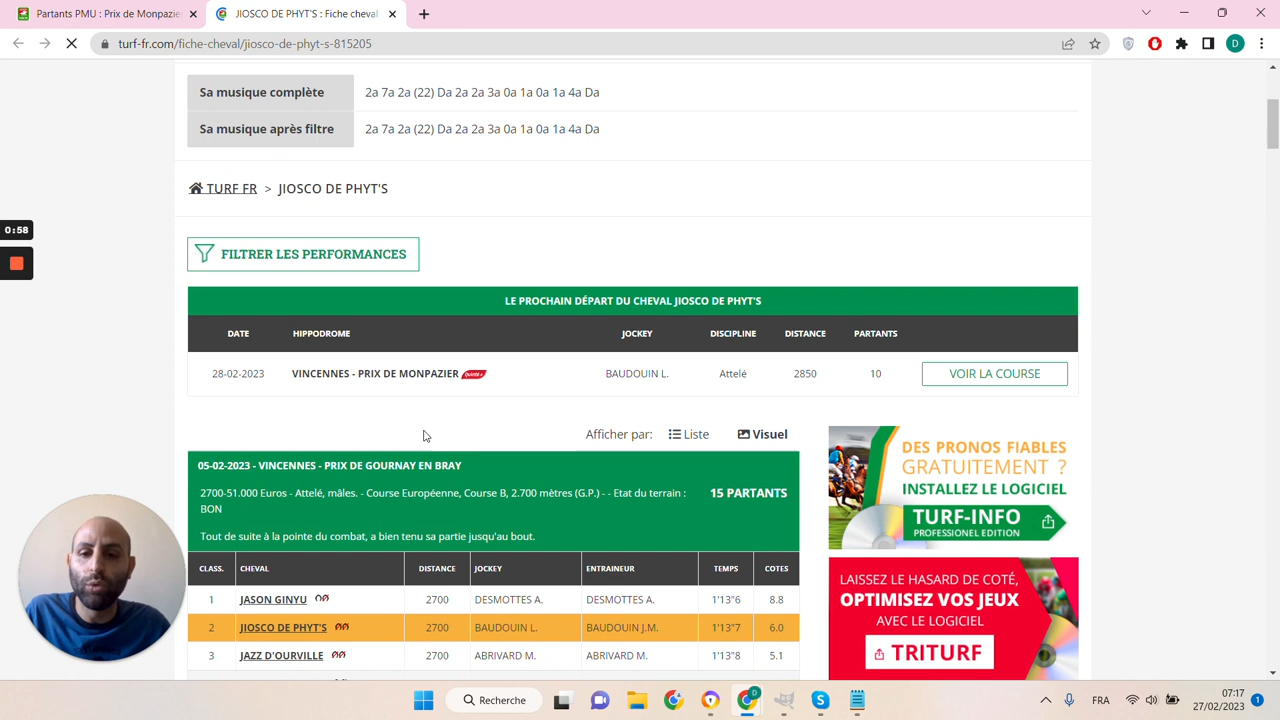 Partants PMU : Prix de Monpazier
JIOSCO DE PHYT'S : Fiche cheval
turf-fr.com/fiche-cheval/jiosco-de-phyt-s-815205
D
Sa musique complète 2a 7a 2a (22) Da 2a 2a 3a 0a 1a 0a 1a 4a Da
Sa musique après filtre 2a 7a 2a (22) Da 2a 2a 3a 0a 1a 0a 1a 4a Da
TURF FR > JIOSCO DE PHYT'S
0:58
FILTRER LES PERFORMANCES
LE PROCHAIN DÉPART DU CHEVAL JIOSCO DE PHYT'S
DATE HIPPODROME JOCKEY DISCIPLINE DISTANCE PARTANTS
28-02-2023 VINCENNES - PRIX DE MONPAZIER Quinté+ BAUDOUIN L. Attelé 2850 10 VOIR LA COURSE
Afficher par: Liste Visuel
05-02-2023 - VINCENNES - PRIX DE GOURNAY EN BRAY
2700-51.000 Euros - Attelé, mâles. - Course Européenne, Course B, 2.700 mètres (G.P.) - - Etat du terrain :
BON
15 PARTANTS
Tout de suite à la pointe du combat, a bien tenu sa partie jusqu'au bout.
CLASS. CHEVAL DISTANCE JOCKEY ENTRAINEUR TEMPS COTES
1 JASON GINYU 2700 DESMOTTES A. DESMOTTES A. 1'13"6 8.8
2 JIOSCO DE PHYT'S 2700 BAUDOUIN L. BAUDOUIN J.M. 1'13"7 6.0
3 JAZZ D'OURVILLE 2700 ABRIVARD M. ABRIVARD M. 1'13"8 5.1
DES PRONOS FIABLES
GRATUITEMENT ?
INSTALLEZ LE LOGICIEL
TURF-INFO
PROFESSIONEL EDITION
LAISSEZ LE HASARD DE COTÉ,
OPTIMISEZ VOS JEUX
AVEC LE LOGICIEL
TRITURF
Recherche
D
FRA
07:17
27/02/2023
1